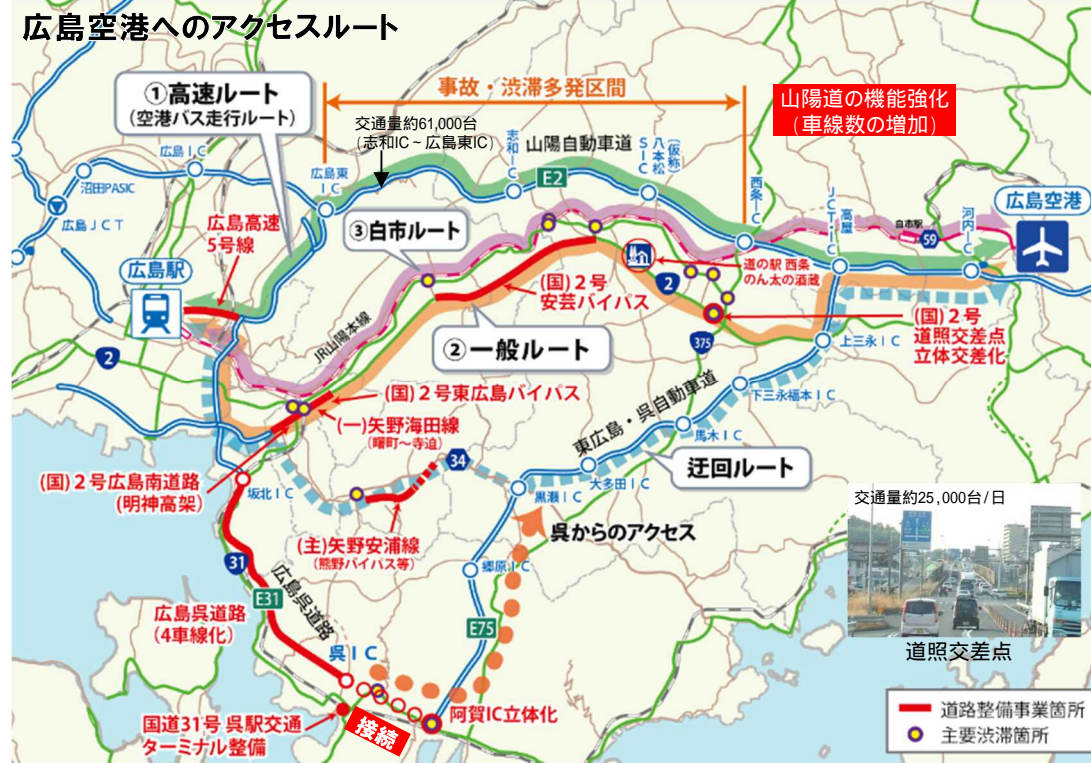 広島空港へのアクセスルート
①高速ルート
(空港バス走行ルート)
事故・渋滞多発区間
山陽道の機能強化
(車線数の増加)
交通量約61,000台
(志和IC~広島東IC)
広島IC
沼田PASIC
広島JCT
広島東
IC
志和IC
山陽自動車道
E2
(仮称)
八本松
SIC
西条IC
高屋
JCT・IC
白市駅
59
河内IC
広島空港
広島高速
5号線
③白市ルート
広島駅
道の駅 西条
のん太の酒蔵
2
(国)2号
安芸バイパス
JR山陽本線
②一般ルート
375
(国)2号
道照交差点
立体交差化
上三永IC
2
下三永福本IC
(国)2号東広島バイパス
(一)矢野海田線
(曙町~寺迫)
東広島・呉自動車道
馬木IC
34
迂回ルート
大多田IC
黒瀬IC
(国)2号広島南道路
(明神高架)
坂北IC
交通量約25,000台/日
呉からのアクセス
(主)矢野安浦線
(熊野バイパス等)
31
郷原IC
広島呉道路
E31
広島呉道路
(4車線化)
E75
道照交差点
呉IC
阿賀IC立体化
国道31号 呉駅交通
ターミナル整備
接続
道路整備事業箇所
主要渋滞箇所